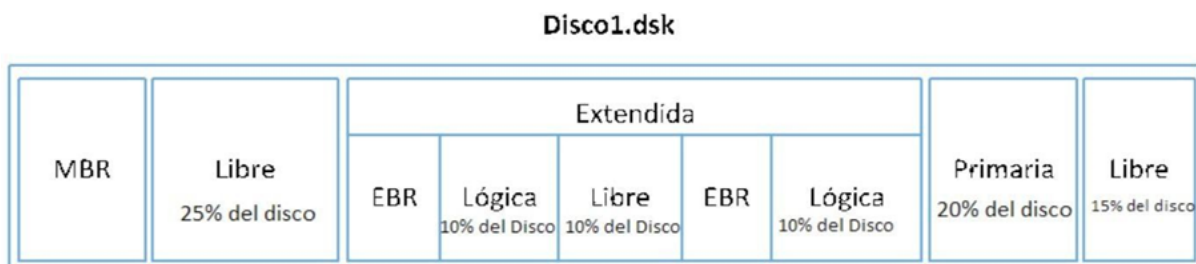 Disco1.dsk
MBR
Libre
25% del disco
Extendida
EBR
Lógica
10% del Disco
Libre
10% del Disco
EBR
Lógica
10% del Disco
Primaria
20% del disco
Libre
15% del disco